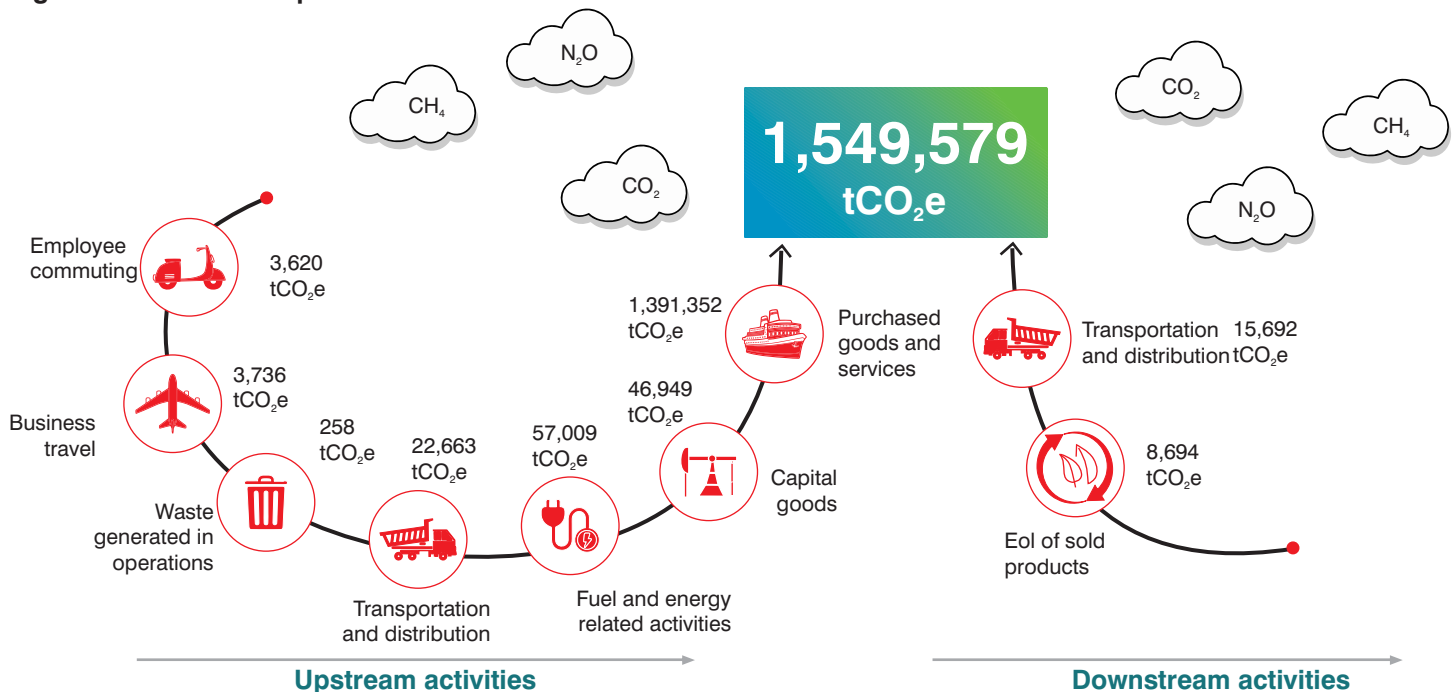 N₂O
CH₄
CO₂
1,549,579
tCO₂e
CO₂
CH₄
N₂O
Employee
commuting
3,620
tCO₂e
Business
travel
3,736
tCO₂e
Waste
generated in
operations
258
tCO₂e
Transportation
and distribution
22,663
tCO₂e
Fuel and energy
related activities
57,009
tCO₂e
Capital
goods
46,949
tCO₂e
Purchased
goods and
services
1,391,352
tCO₂e
Transportation
and distribution
15,692
tCO₂e
Eol of sold
products
8,694
tCO₂e
Upstream activities
Downstream activities